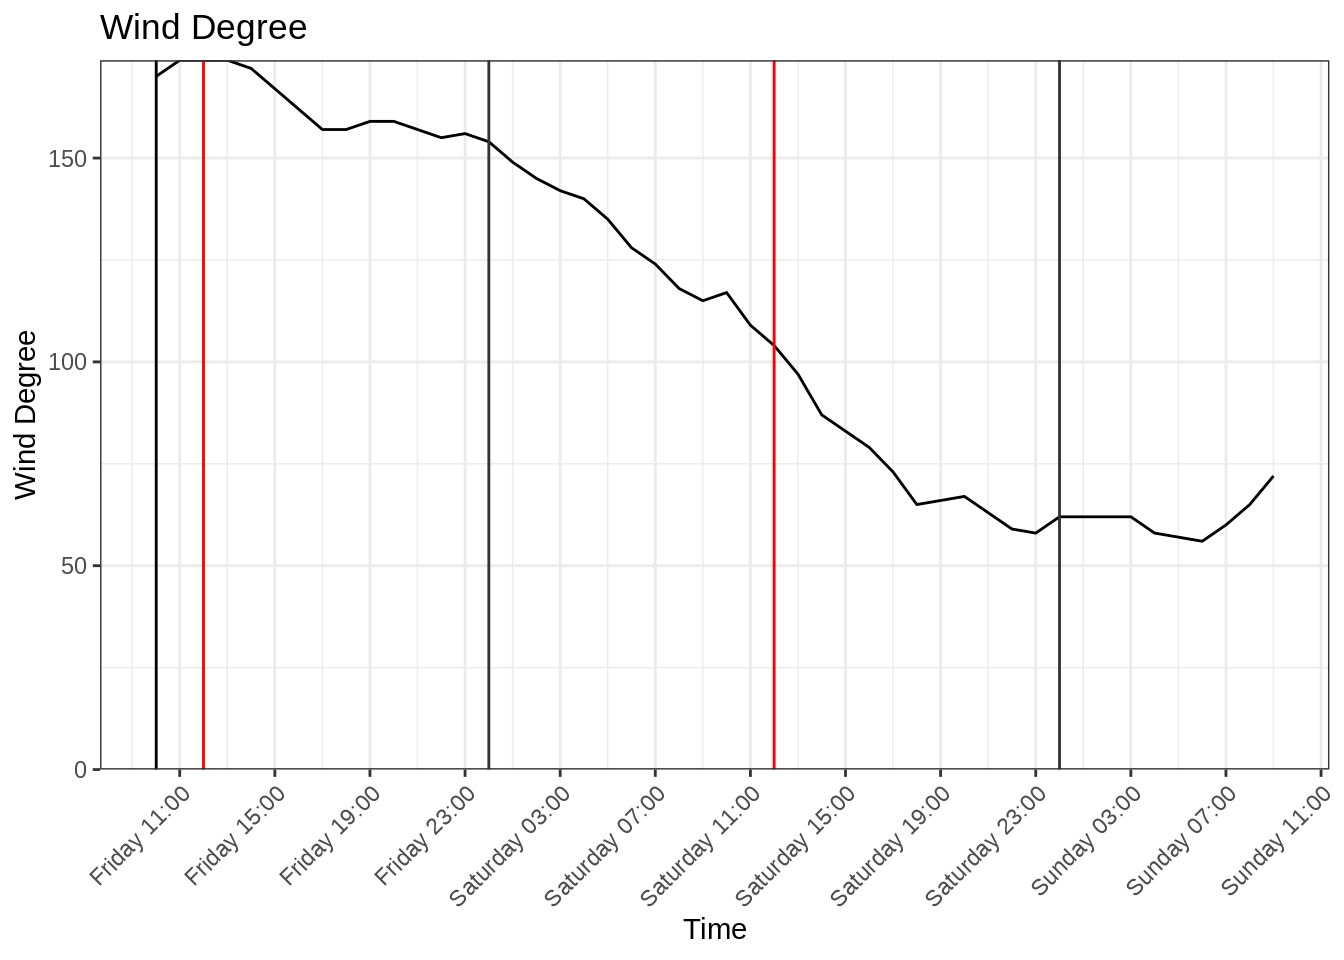 Wind Degree
Wind Degree
150
100
50
0
Friday 11:00
Friday 15:00
Friday 19:00
Friday 23:00
Saturday 03:00
Saturday 07:00
Saturday 11:00
Saturday 15:00
Saturday 19:00
Saturday 23:00
Sunday 03:00
Sunday 07:00
Sunday 11:00
Time